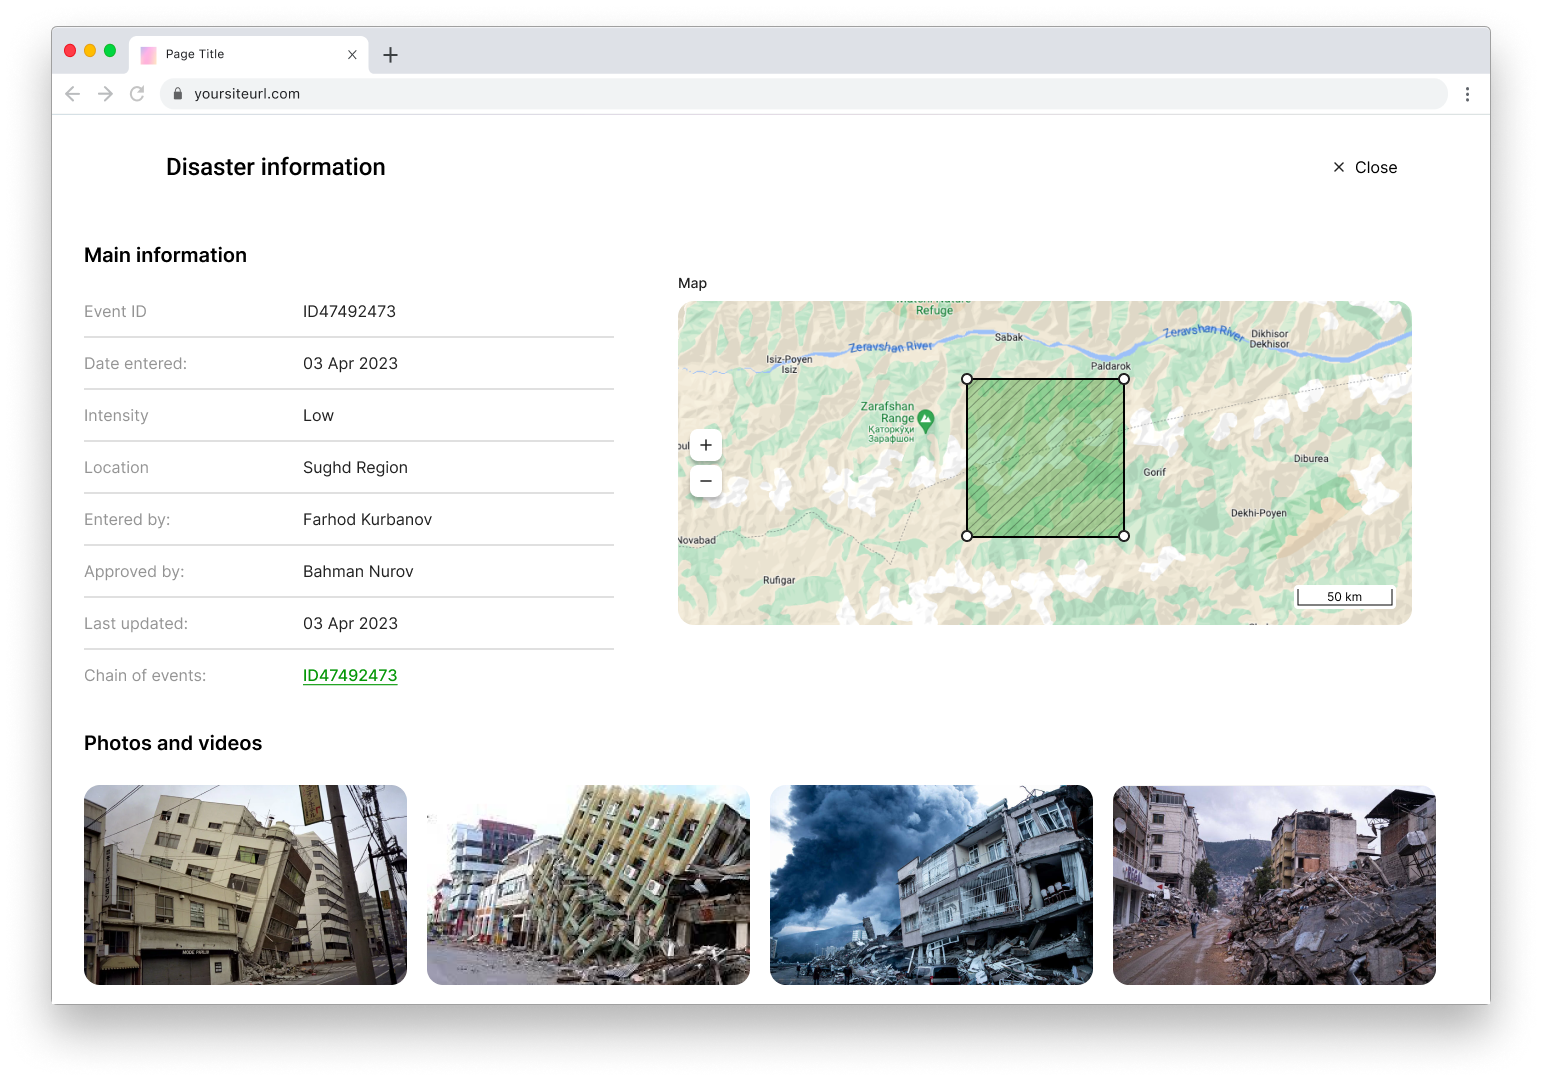 Page Title
yoursiteurl.com
Disaster information
Close
Main information
Event ID ID47492473
Date entered: 03 Apr 2023
Intensity Low
Location Sughd Region
Entered by: Farhod Kurbanov
Approved by: Bahman Nurov
Last updated: 03 Apr 2023
Chain of events: ID47492473
Map
Refuge
Zeravshan River
Sabak
Zeravshan River
Dikhisor
Dekhisor
Isiz-Poyen
Isiz
Paldarok
Zarafshan
Range
Қаторкӯҳи
Зарафшон
Gorif
Diburea
Dekhi-Poyen
Novabad
Rufigar
50 km
Photos and videos
MODE PARLOR